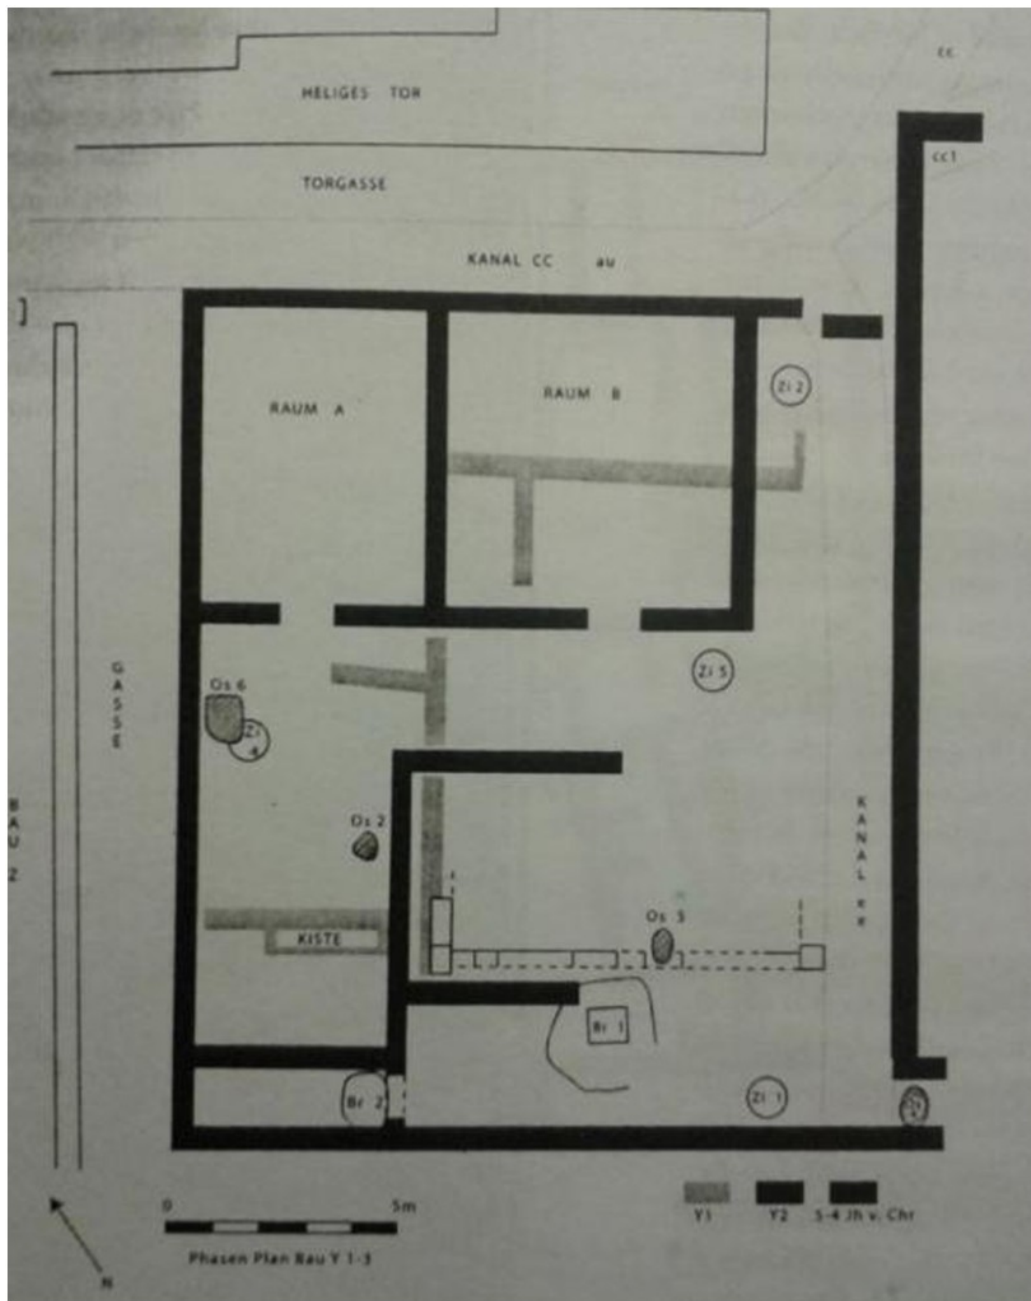 cc
HELIGES TOR
cc1
TORGASSE
KANAL CC au
]
Zi 2
RAUM A
RAUM B
GASSE
Os 6
Zi 5
Zi 4
BAU Z
Os 2
KANAL
Os 3
KISTE
Br 1
Br 2
Zi 1
0 5m
Y1 Y2 5-4 Jh v. Chr
Phasen Plan Bau Y 1-3
N